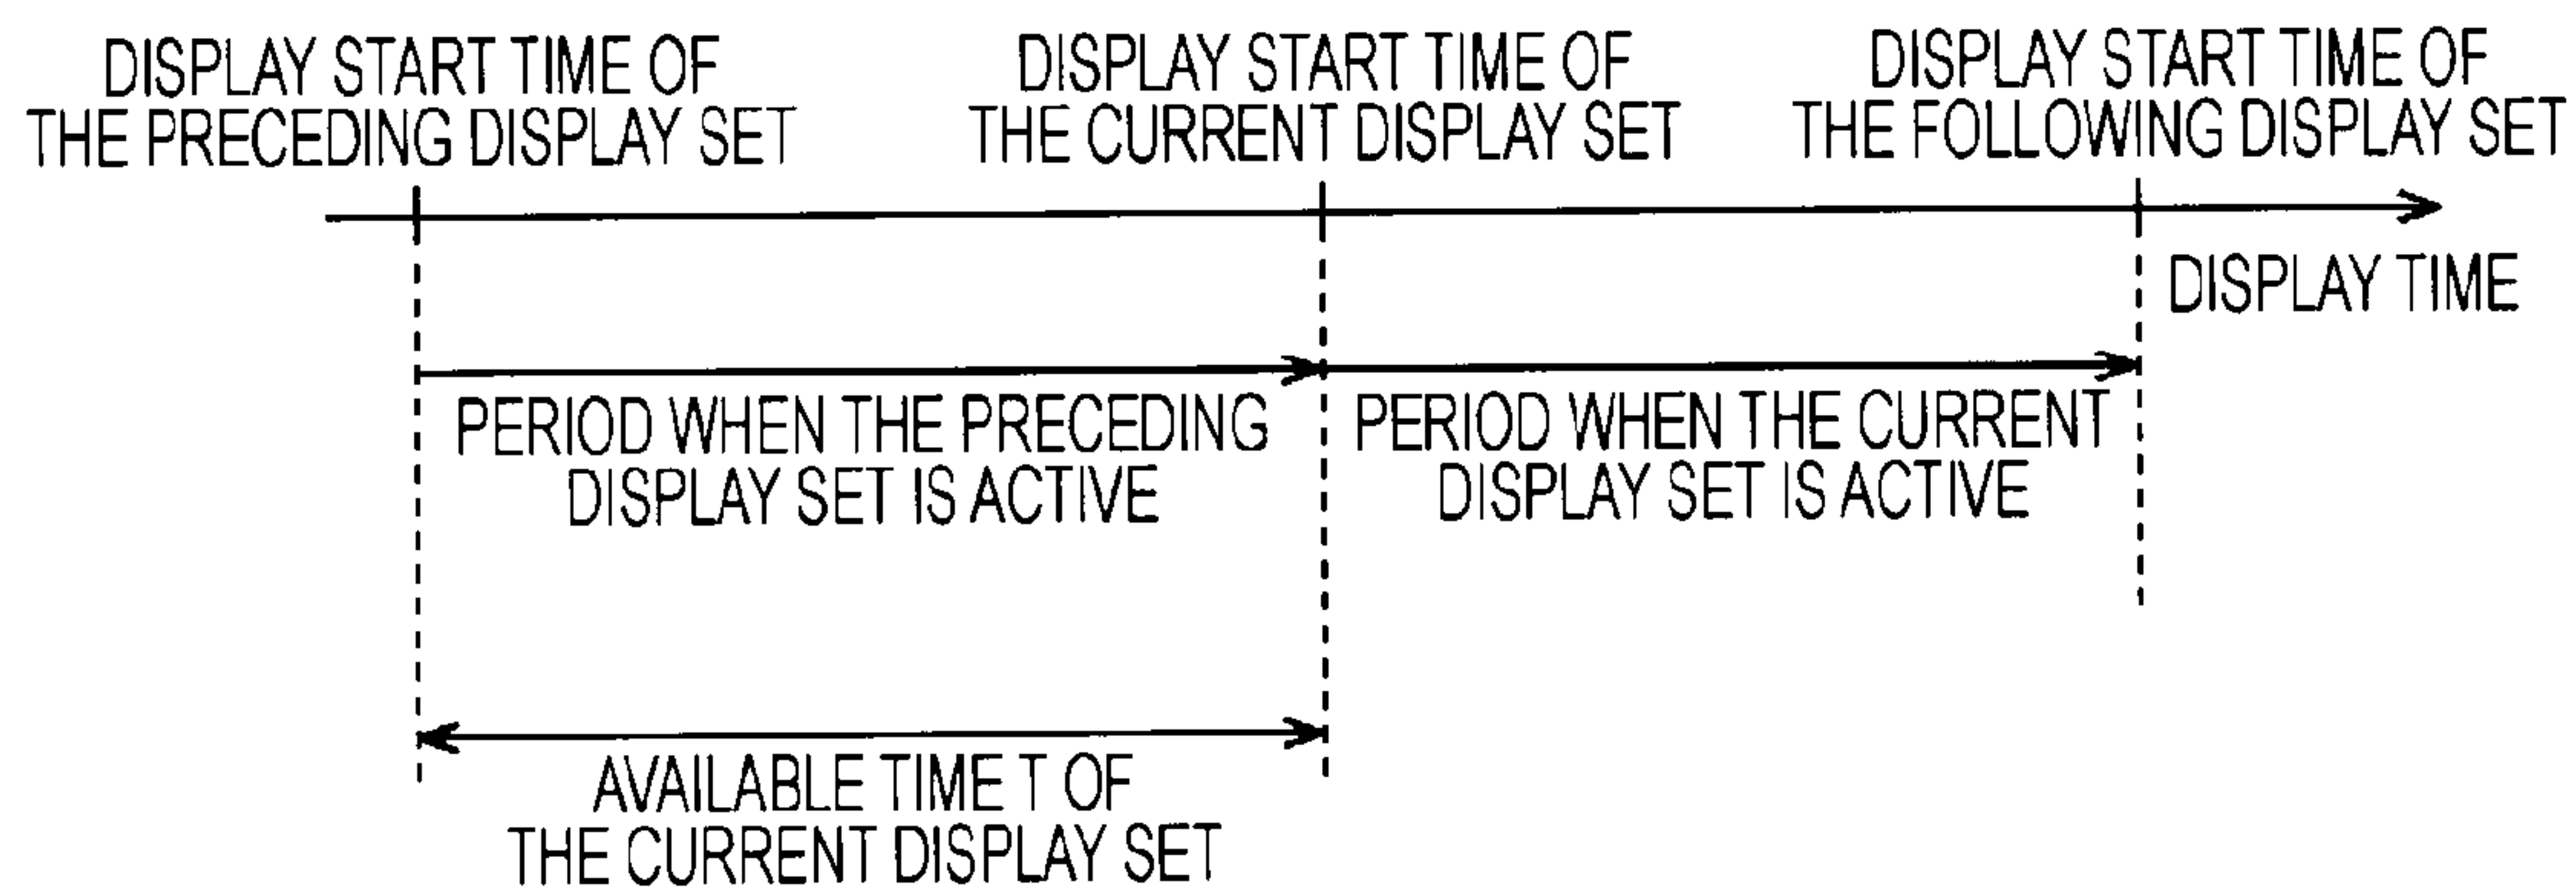 DISPLAY START TIME OF
THE PRECEDING DISPLAY SET
DISPLAY START TIME OF
THE CURRENT DISPLAY SET
DISPLAY START TIME OF
THE FOLLOWING DISPLAY SET
DISPLAY TIME
PERIOD WHEN THE PRECEDING
DISPLAY SET IS ACTIVE
PERIOD WHEN THE CURRENT
DISPLAY SET IS ACTIVE
AVAILABLE TIME T OF
THE CURRENT DISPLAY SET